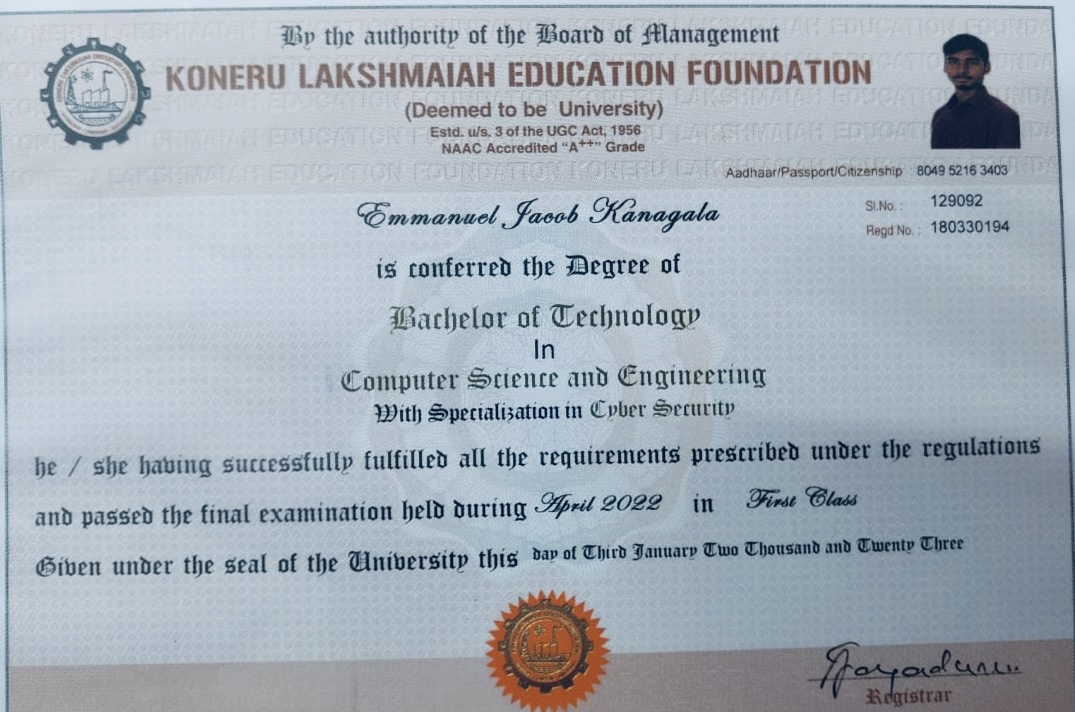 By the authority of the Board of Management
KONERU LAKSHMAIAH EDUCATION FOUNDATION
(Deemed to be University)
Estd. u/s. 3 of the UGC Act, 1956
NAAC Accredited "A++" Grade
Aadhaar/Passport/Citizenship : 8049 5216 3403
Sl.No. : 129092
Regd No. : 180330194
Emmanuel Jacob Kanagala
is conferred the Degree of
Bachelor of Technology
In
Computer Science and Engineering
With Specialization in Cyber Security
he / she having successfully fulfilled all the requirements prescribed under the regulations
and passed the final examination held during April 2022 in First Class
Given under the seal of the University this day of Third January Two Thousand and Twenty Three
Registrar